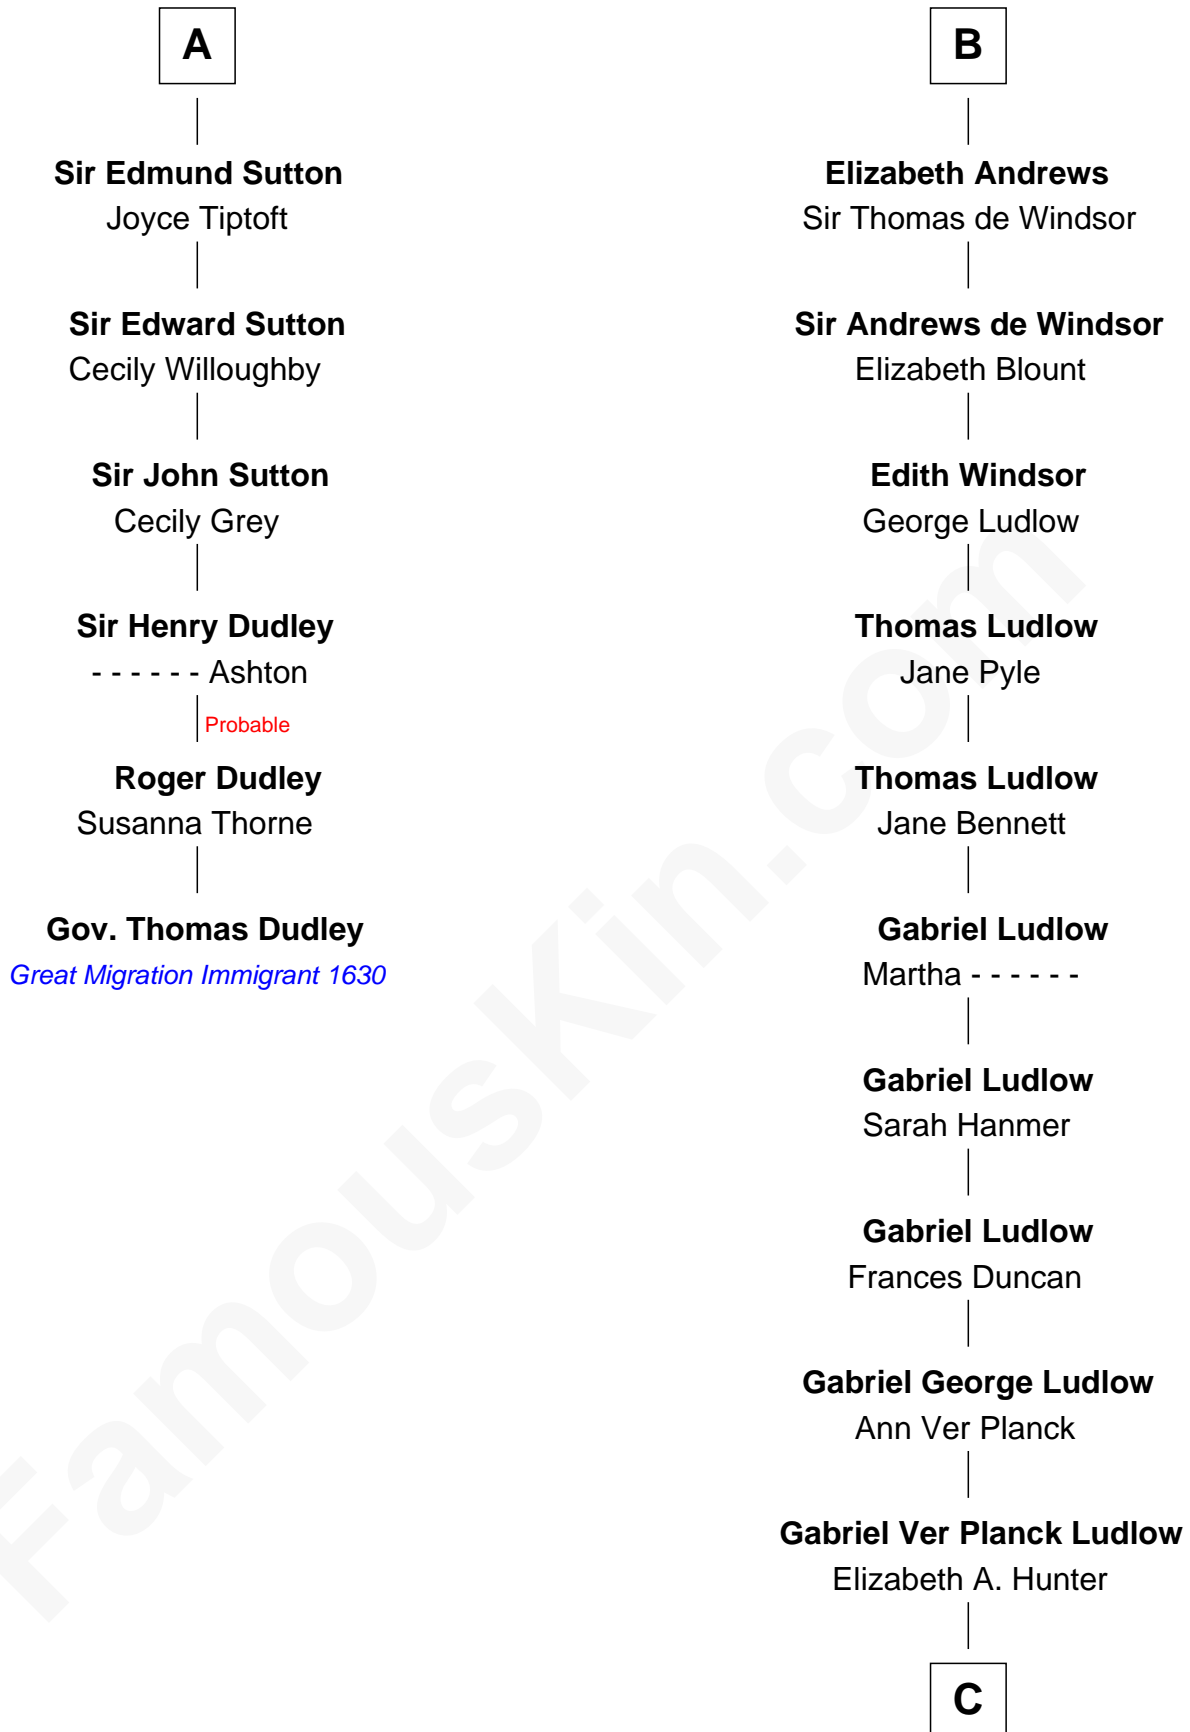 A
Sir Edmund Sutton
Joyce Tiptoft
Sir Edward Sutton
Cecily Willoughby
Sir John Sutton
Cecily Grey
Sir Henry Dudley
- - - - - - Ashton
Probable
Roger Dudley
Susanna Thorne
Gov. Thomas Dudley
Great Migration Immigrant 1630
B
Elizabeth Andrews
Sir Thomas de Windsor
Sir Andrews de Windsor
Elizabeth Blount
Edith Windsor
George Ludlow
Thomas Ludlow
Jane Pyle
Thomas Ludlow
Jane Bennett
Gabriel Ludlow
Martha - - - - - -
Gabriel Ludlow
Sarah Hanmer
Gabriel Ludlow
Frances Duncan
Gabriel George Ludlow
Ann Ver Planck
Gabriel Ver Planck Ludlow
Elizabeth A. Hunter
C
FamousKin.com